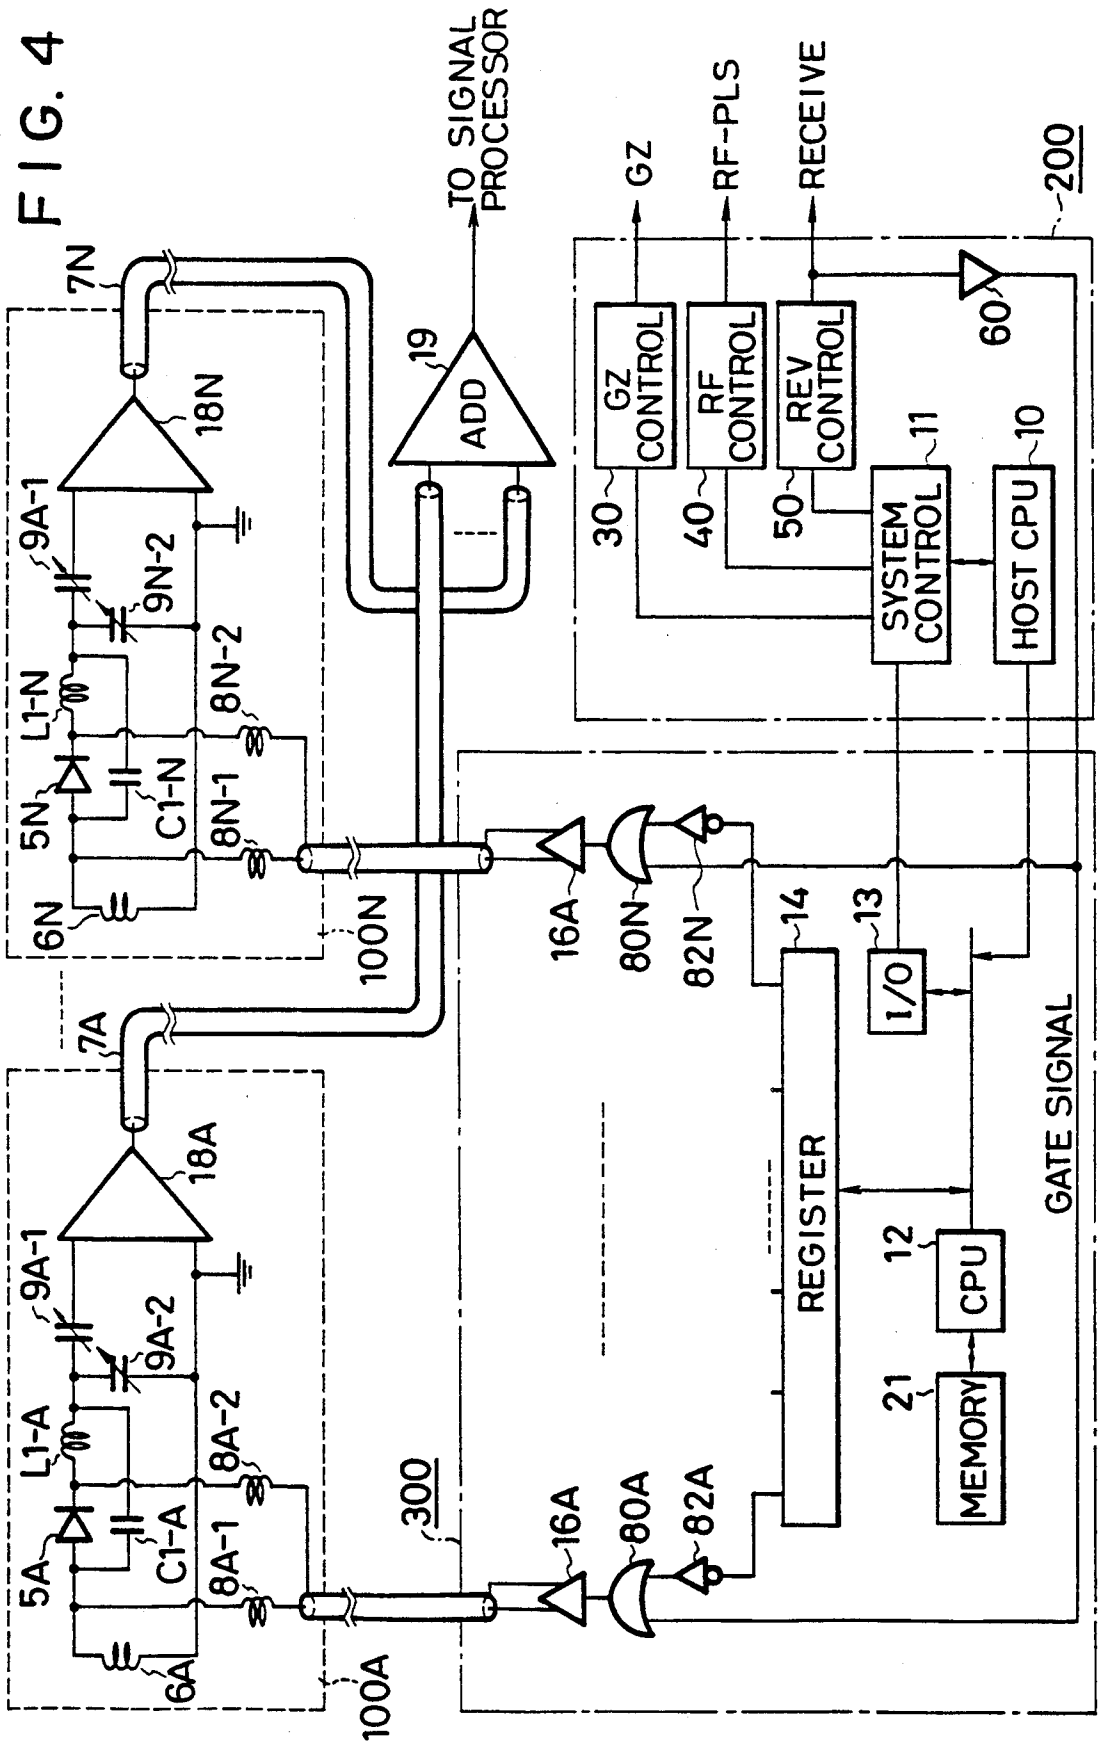 FIG. 4
100A
6A
5A
C1-A
L1-A
8A-1
8A-2
9A-1
9A-2
18A
7A
100N
6N
5N
C1-N
L1-N
8N-1
8N-2
9A-1
9N-2
18N
7N
19
ADD
TO SIGNAL
PROCESSOR
300
16A
80A
82A
16A
80N
82N
14
REGISTER
13
I/O
12
CPU
21
MEMORY
GATE SIGNAL
200
30
GZ
CONTROL
GZ
40
RF
CONTROL
RF-PLS
50
REV
CONTROL
RECEIVE
60
11
SYSTEM
CONTROL
10
HOST CPU